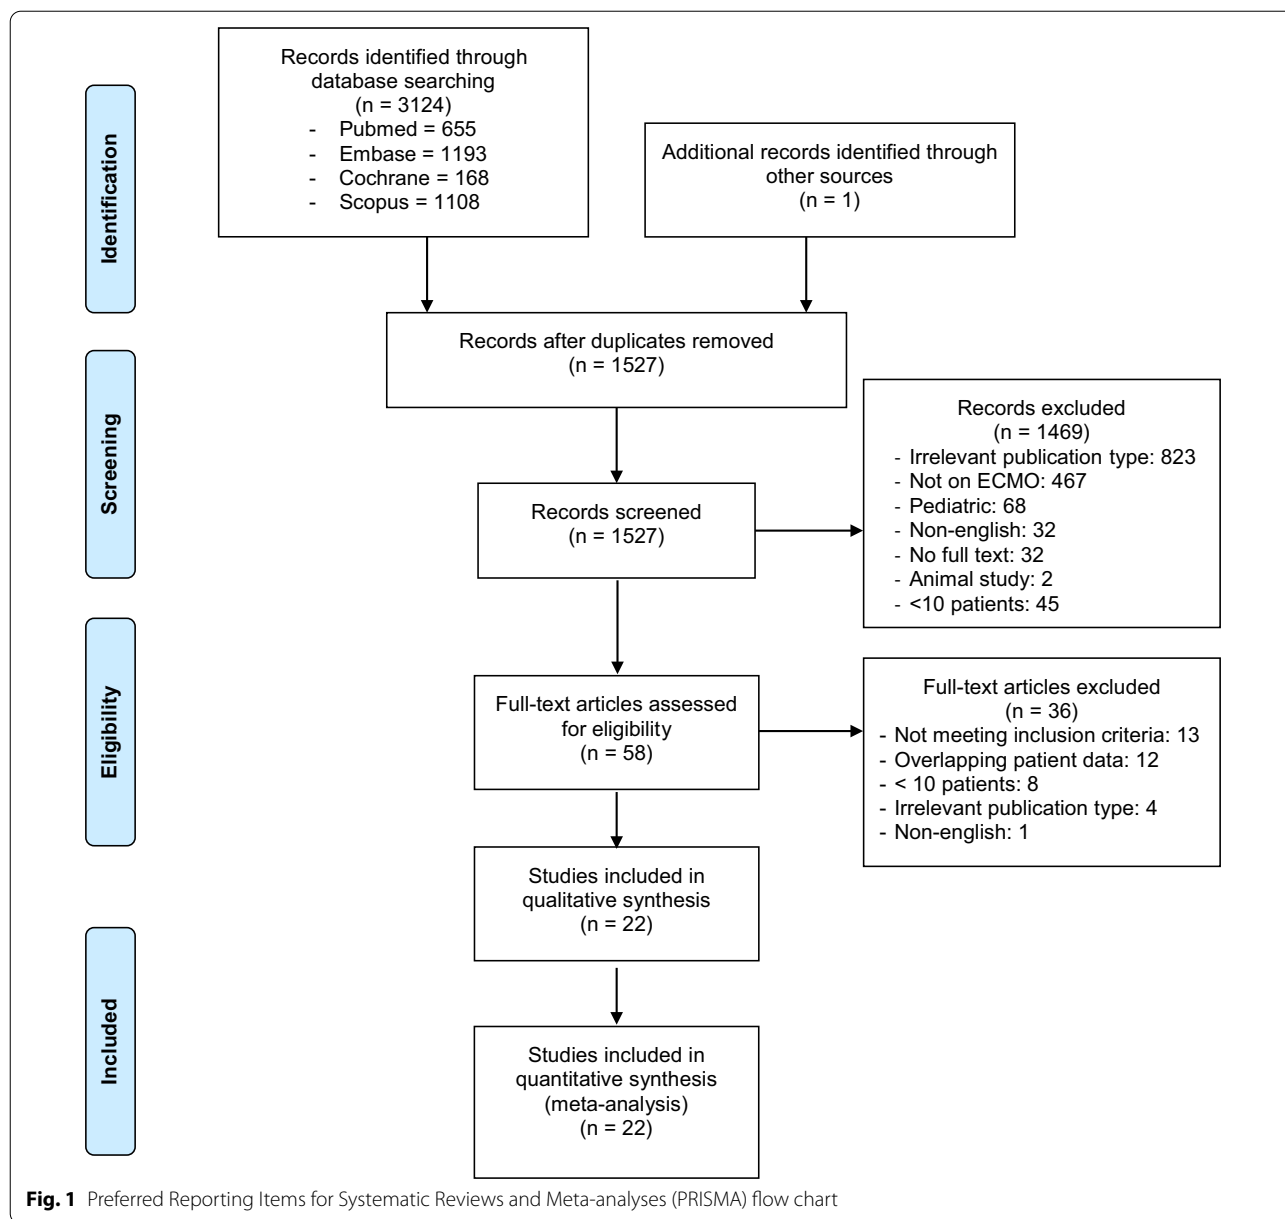 Records identified through
database searching
(n = 3124)
- Pubmed = 655
- Embase = 1193
- Cochrane = 168
- Scopus = 1108
Additional records identified through
other sources
(n = 1)
Identification
Records after duplicates removed
(n = 1527)
Screening
Records screened
(n = 1527)
Records excluded
(n = 1469)
- Irrelevant publication type: 823
- Not on ECMO: 467
- Pediatric: 68
- Non-english: 32
- No full text: 32
- Animal study: 2
- <10 patients: 45
Eligibility
Full-text articles assessed
for eligibility
(n = 58)
Full-text articles excluded
(n = 36)
- Not meeting inclusion criteria: 13
- Overlapping patient data: 12
- < 10 patients: 8
- Irrelevant publication type: 4
- Non-english: 1
Studies included in
qualitative synthesis
(n = 22)
Included
Studies included in
quantitative synthesis
(meta-analysis)
(n = 22)
Fig. 1 Preferred Reporting Items for Systematic Reviews and Meta-analyses (PRISMA) flow chart